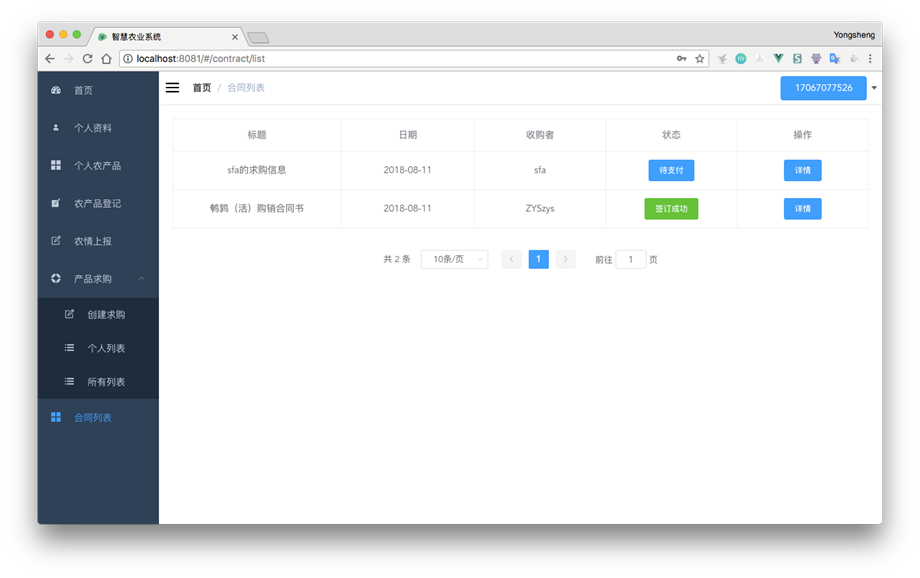 智慧农业系统
Yongsheng
localhost:8081/#/contract/list
首页
个人资料
个人农产品
农产品登记
农情上报
产品求购
创建求购
个人列表
所有列表
合同列表
首页 / 合同列表
17067077526
标题 日期 收购者 状态 操作
sfa的求购信息 2018-08-11 sfa 待支付 详情
鹌鹑（活）购销合同书 2018-08-11 ZYSzys 签订成功 详情
共 2 条 10条/页 1 前往 1 页